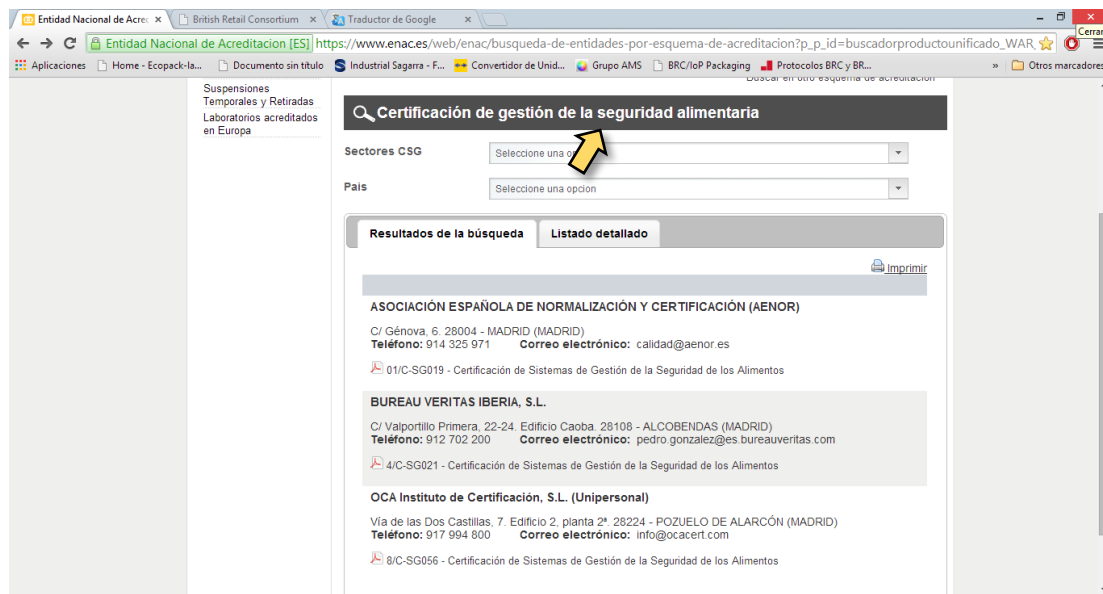 Entidad Nacional de Acrec
British Retail Consortium
Traductor de Google
Cerrar
Entidad Nacional de Acreditacion [ES] https://www.enac.es/web/enac/busqueda-de-entidades-por-esquema-de-acreditacion?p_p_id=buscadorproductounificado_WAR
Aplicaciones Home - Ecopack-la... Documento sin título Industrial Sagarra - F... Convertidor de Unid... Grupo AMS BRC/IoP Packaging Protocolos BRC y BR... » Otros marcadores
Buscar en otro esquema de acreditación
Suspensiones
Temporales y Retiradas
Laboratorios acreditados
en Europa
Certificación de gestión de la seguridad alimentaria
Sectores CSG Seleccione una op
Pais Seleccione una opcion
Resultados de la búsqueda Listado detallado
Imprimir
ASOCIACIÓN ESPAÑOLA DE NORMALIZACIÓN Y CERTIFICACIÓN (AENOR)
C/ Génova, 6. 28004 - MADRID (MADRID)
Teléfono: 914 325 971 Correo electrónico: calidad@aenor.es
01/C-SG019 - Certificación de Sistemas de Gestión de la Seguridad de los Alimentos
BUREAU VERITAS IBERIA, S.L.
C/ Valportillo Primera, 22-24. Edificio Caoba. 28108 - ALCOBENDAS (MADRID)
Teléfono: 912 702 200 Correo electrónico: pedro.gonzalez@es.bureauveritas.com
4/C-SG021 - Certificación de Sistemas de Gestión de la Seguridad de los Alimentos
OCA Instituto de Certificación, S.L. (Unipersonal)
Vía de las Dos Castillas, 7. Edificio 2, planta 2ª. 28224 - POZUELO DE ALARCÓN (MADRID)
Teléfono: 917 994 800 Correo electrónico: info@ocacert.com
8/C-SG056 - Certificación de Sistemas de Gestión de la Seguridad de los Alimentos